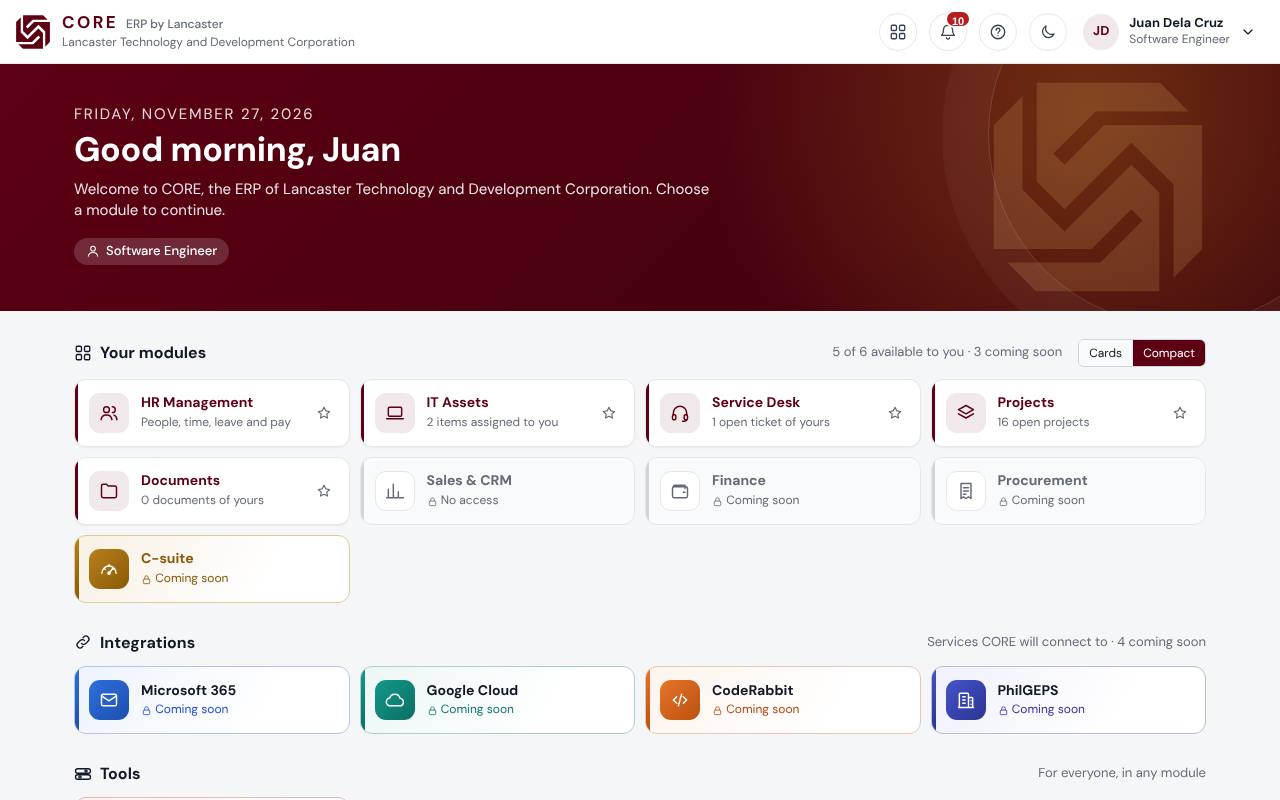 CORE ERP by Lancaster
Lancaster Technology and Development Corporation
10
JD
Juan Dela Cruz
Software Engineer
FRIDAY, NOVEMBER 27, 2026
Good morning, Juan
Welcome to CORE, the ERP of Lancaster Technology and Development Corporation. Choose
a module to continue.
Software Engineer
Your modules
5 of 6 available to you · 3 coming soon
Cards
Compact
HR Management
People, time, leave and pay
IT Assets
2 items assigned to you
Service Desk
1 open ticket of yours
Projects
16 open projects
Documents
0 documents of yours
Sales & CRM
No access
Finance
Coming soon
Procurement
Coming soon
C-suite
Coming soon
Integrations
Services CORE will connect to · 4 coming soon
Microsoft 365
Coming soon
Google Cloud
Coming soon
CodeRabbit
Coming soon
PhilGEPS
Coming soon
Tools
For everyone, in any module